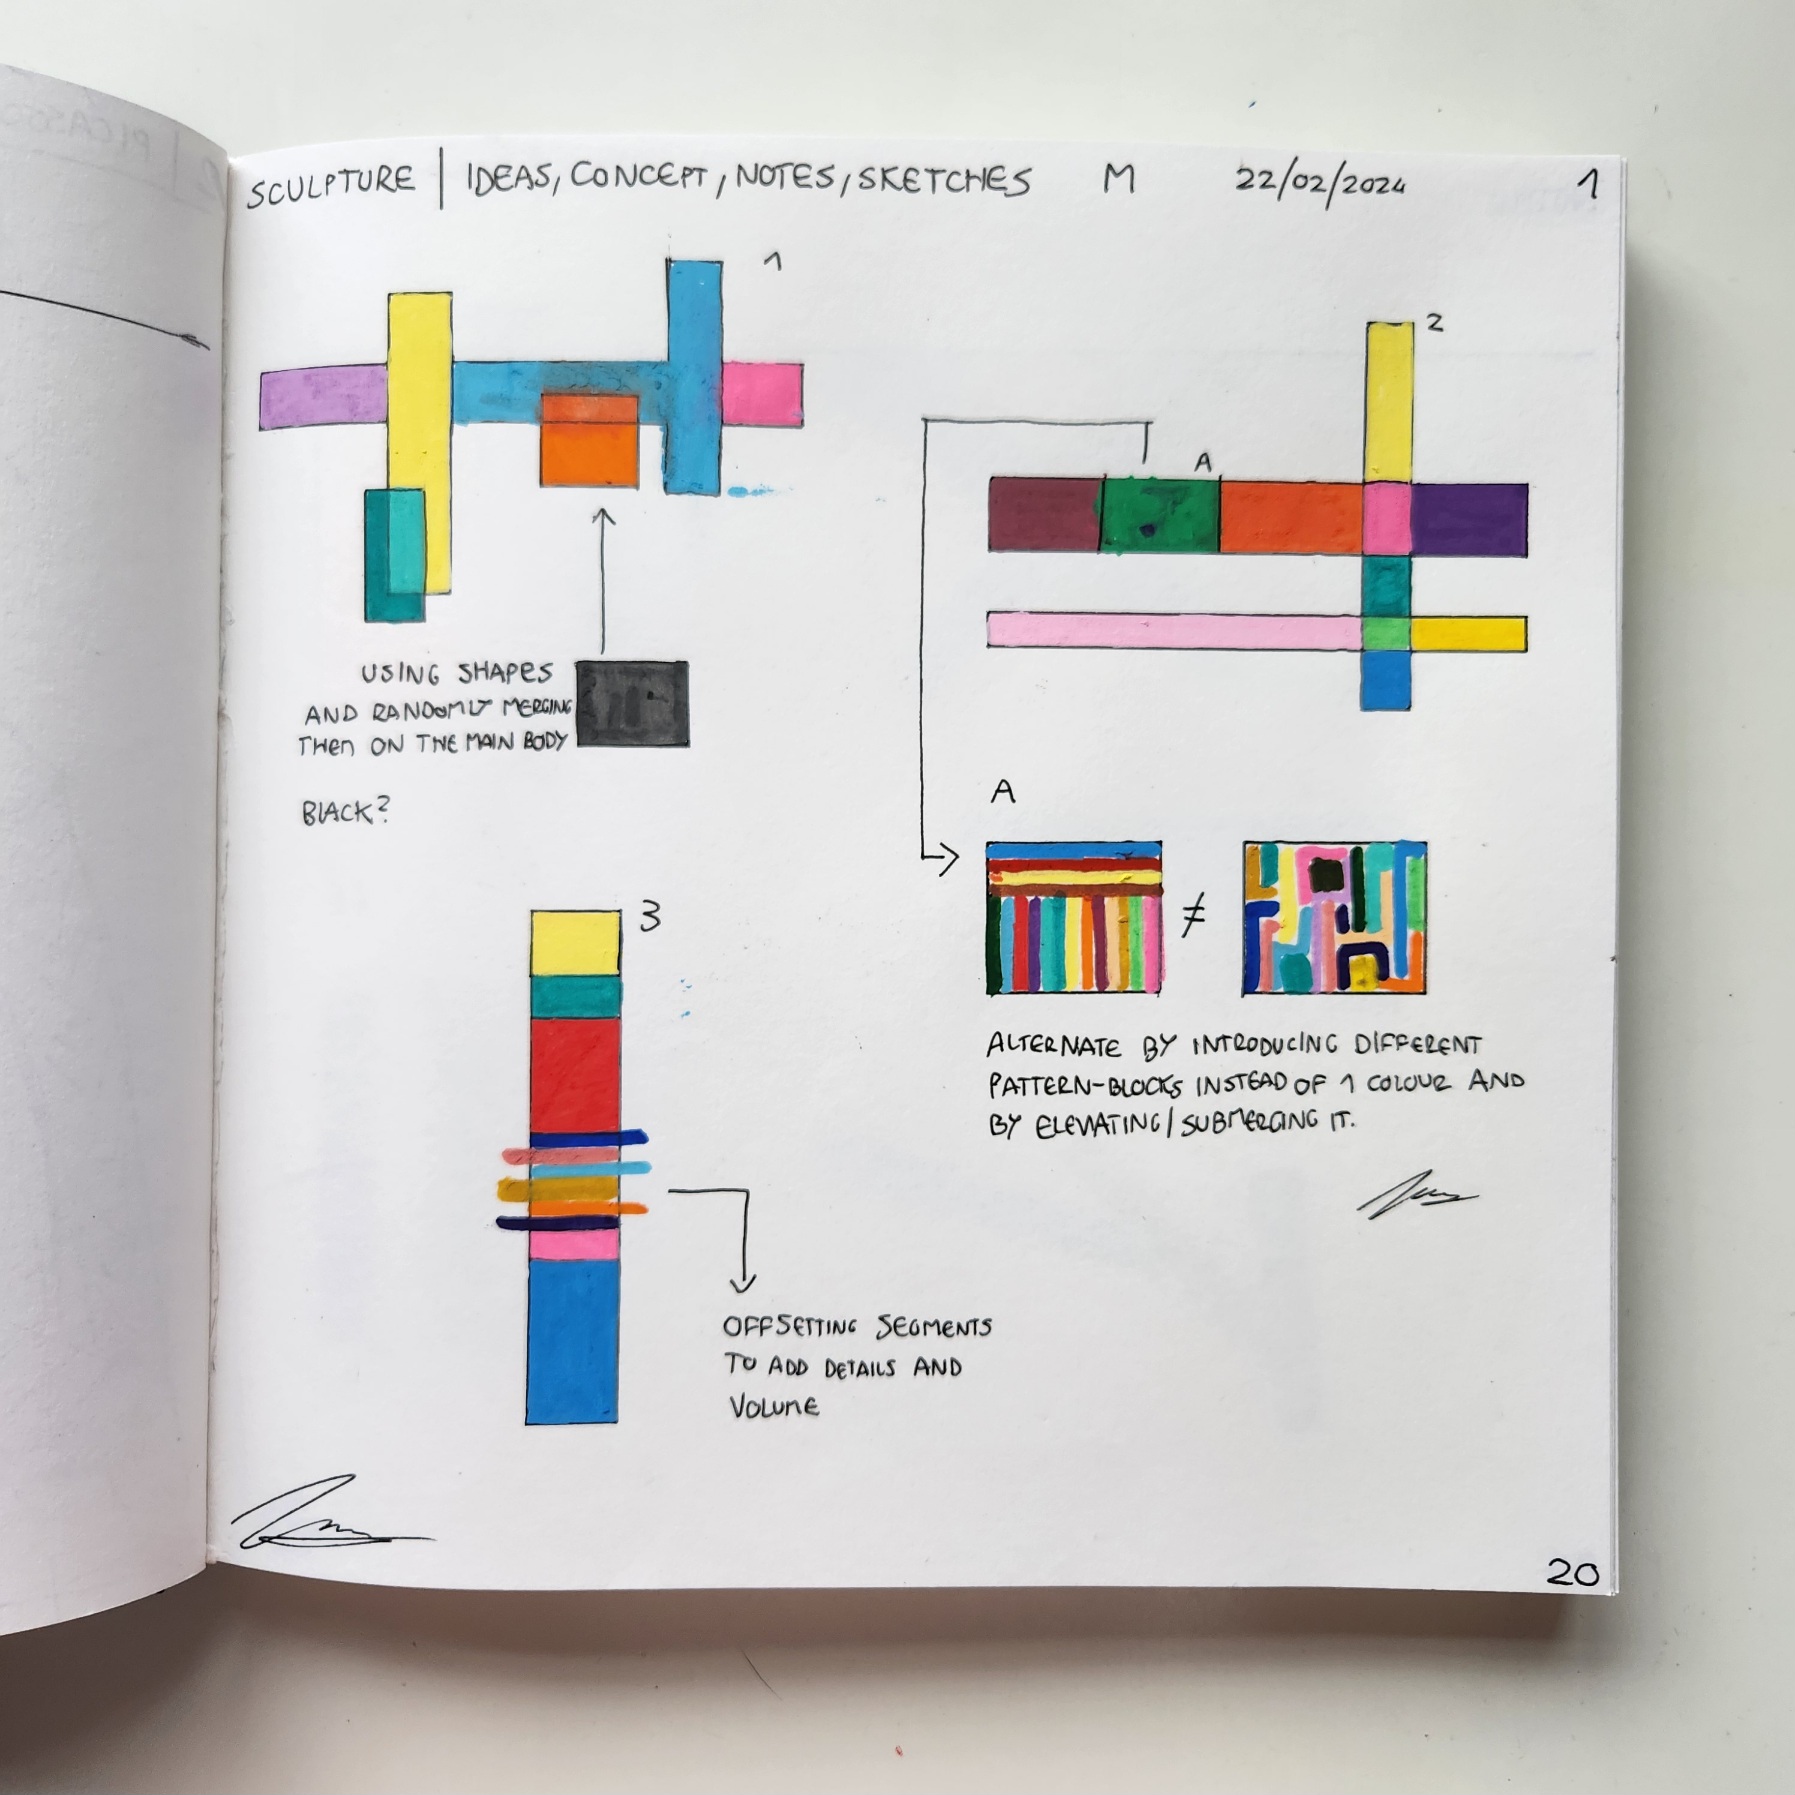 SCULPTURE | IDEAS, CONCEPT, NOTES, SKETCHES M 22/02/2024 1
PICASSO
1
2
A
USING SHAPES
AND RANDOMLY MERGING
THEn ON THE MAIN BODY
BLACK?
A
≠
3
ALTERNATE BY INTRODUCING DIFFERENT
PATTERN-BLOCKS INSTEAD OF 1 COLOUR AND
BY ELEVATING/SUBMERGING IT.
OFFSETTING SEGMENTS
TO ADD DETAILS AND
VOLUME
20